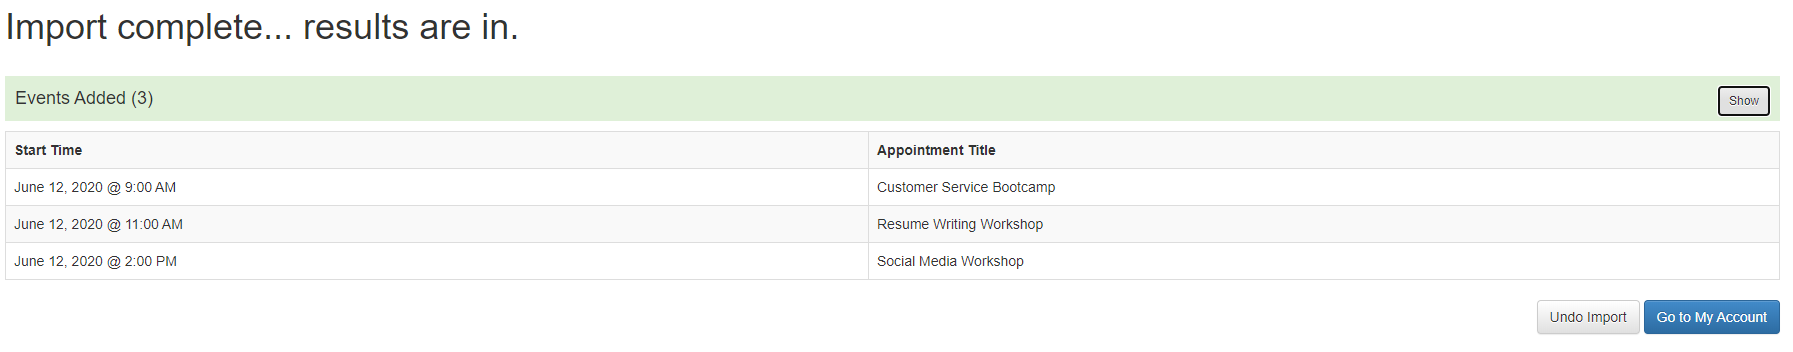 Import complete... results are in.
Events Added (3)
Show
Start Time Appointment Title
June 12, 2020 @ 9:00 AM Customer Service Bootcamp
June 12, 2020 @ 11:00 AM Resume Writing Workshop
June 12, 2020 @ 2:00 PM Social Media Workshop
Undo Import Go to My Account